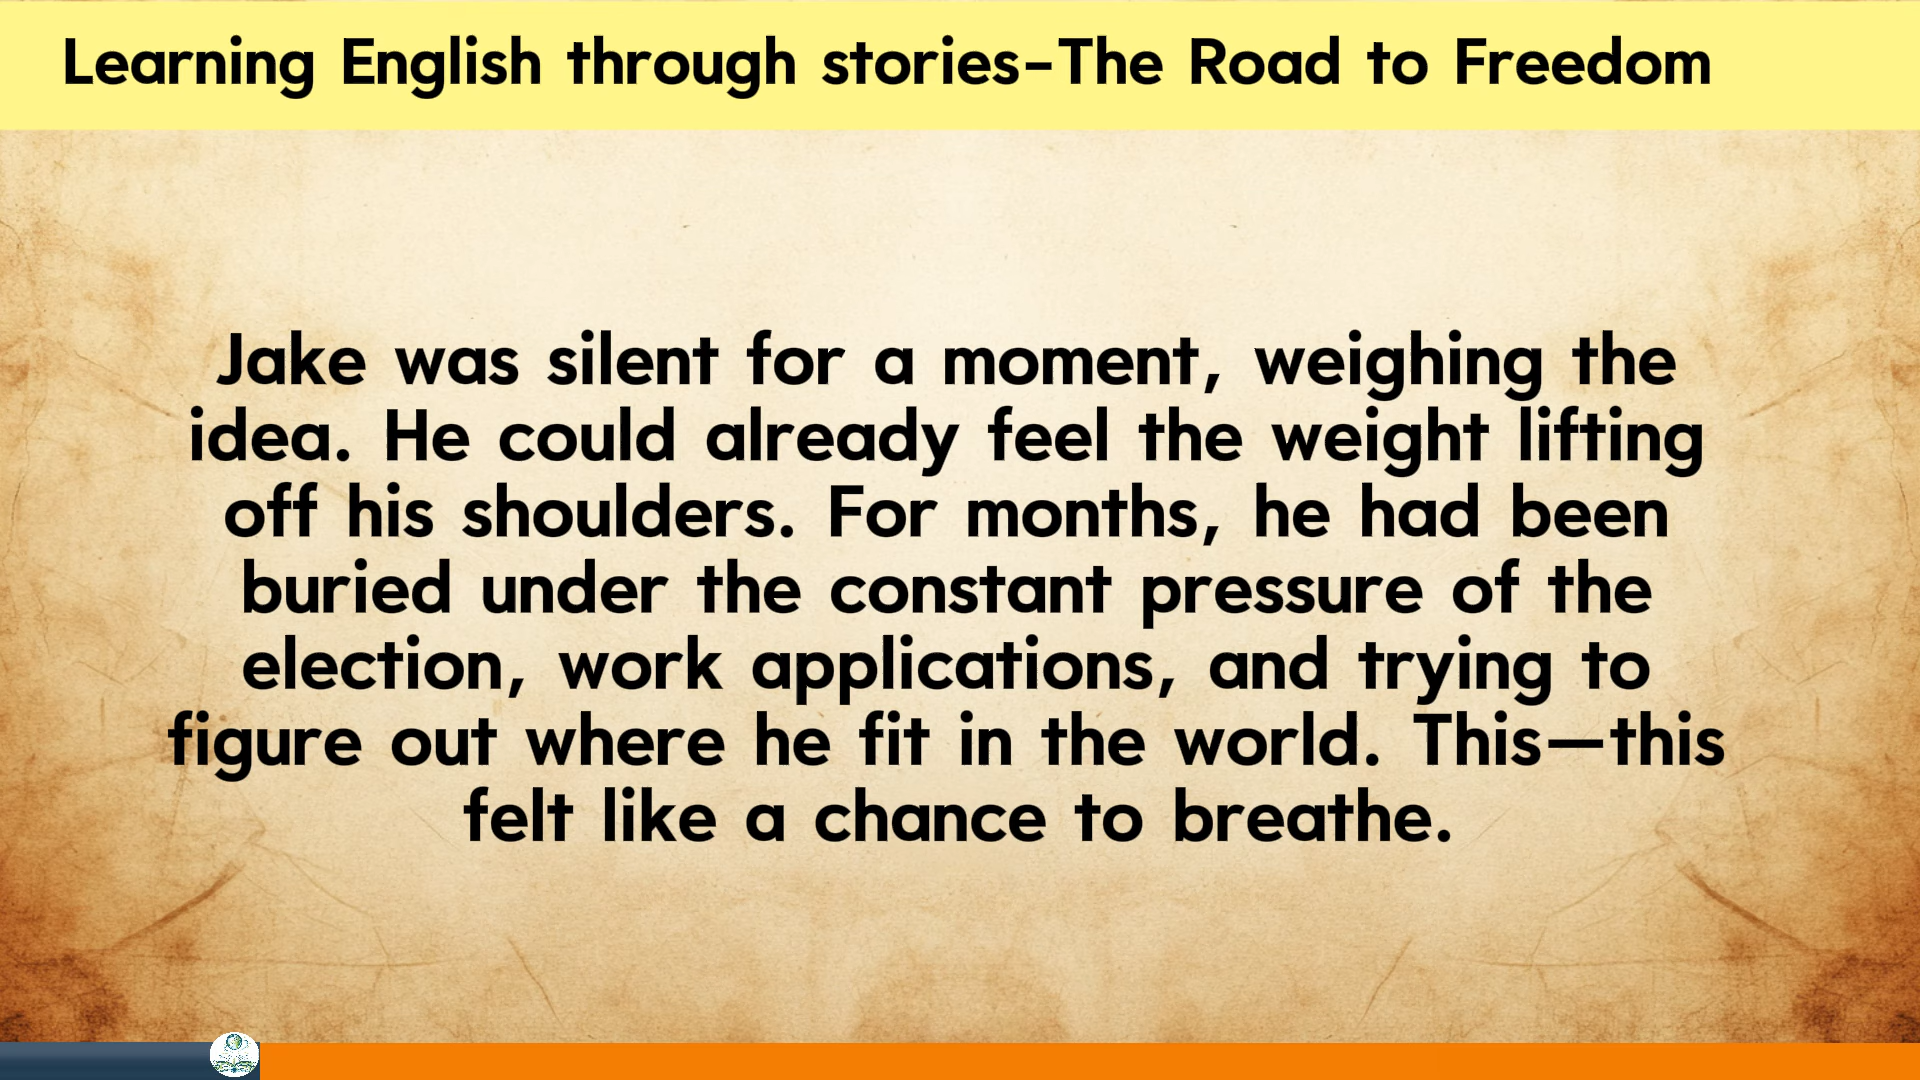 Learning English through stories-The Road to Freedom
Jake was silent for a moment, weighing the
idea. He could already feel the weight lifting
off his shoulders. For months, he had been
buried under the constant pressure of the
election, work applications, and trying to
figure out where he fit in the world. This—this
felt like a chance to breathe.